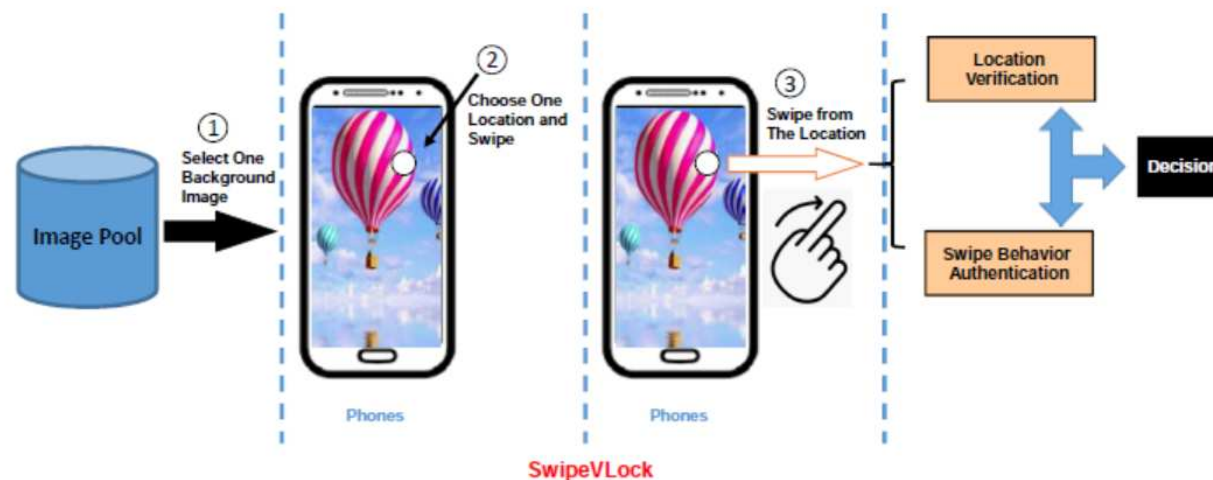 ①
Select One
Background
Image
Image Pool
②
Choose One
Location and
Swipe
Phones
③
Swipe from
The Location
Phones
Location
Verification
Decision
Swipe Behavior
Authentication
SwipeVLock